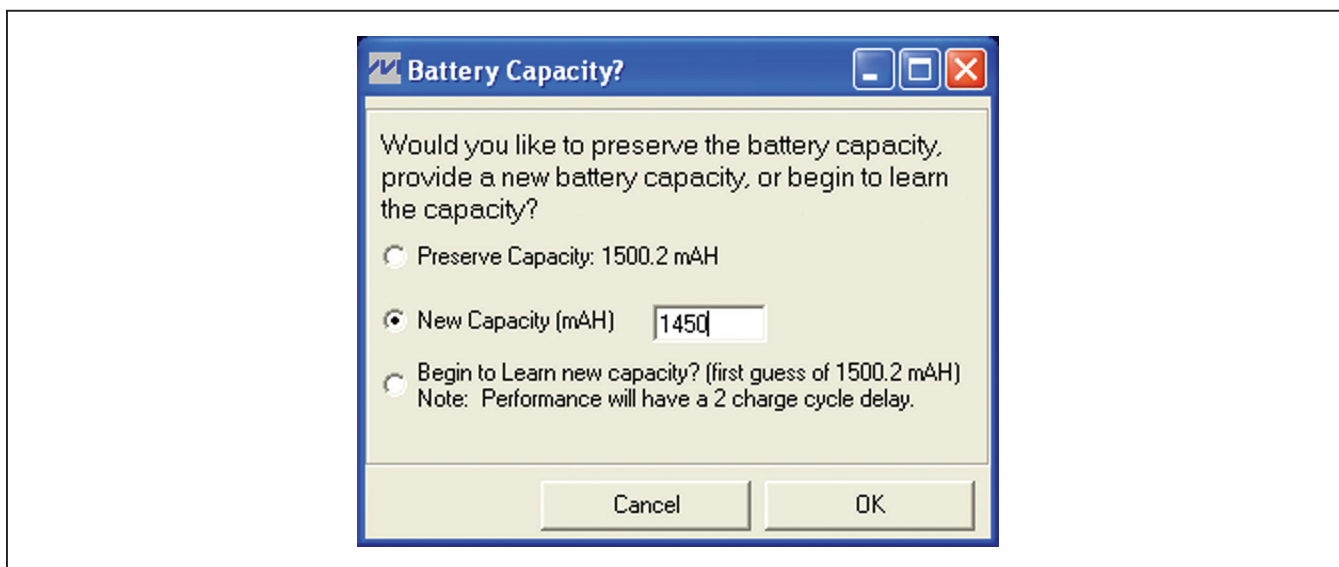 Battery Capacity?
Would you like to preserve the battery capacity,
provide a new battery capacity, or begin to learn
the capacity?
Preserve Capacity: 1500.2 mAH
New Capacity (mAH) 1450
Begin to Learn new capacity? (first guess of 1500.2 mAH)
Note: Performance will have a 2 charge cycle delay.
Cancel OK